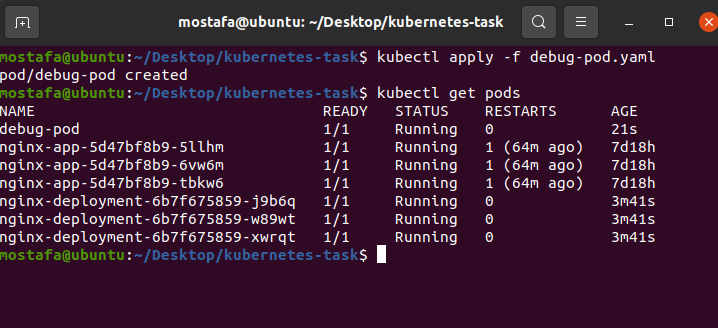 mostafa@ubuntu: ~/Desktop/kubernetes-task
mostafa@ubuntu:~/Desktop/kubernetes-task$ kubectl apply -f debug-pod.yaml
pod/debug-pod created
mostafa@ubuntu:~/Desktop/kubernetes-task$ kubectl get pods
NAME READY STATUS RESTARTS AGE
debug-pod 1/1 Running 0 21s
nginx-app-5d47bf8b9-5llhm 1/1 Running 1 (64m ago) 7d18h
nginx-app-5d47bf8b9-6vw6m 1/1 Running 1 (64m ago) 7d18h
nginx-app-5d47bf8b9-tbkw6 1/1 Running 1 (64m ago) 7d18h
nginx-deployment-6b7f675859-j9b6q 1/1 Running 0 3m41s
nginx-deployment-6b7f675859-w89wt 1/1 Running 0 3m41s
nginx-deployment-6b7f675859-xwrqt 1/1 Running 0 3m41s
mostafa@ubuntu:~/Desktop/kubernetes-task$